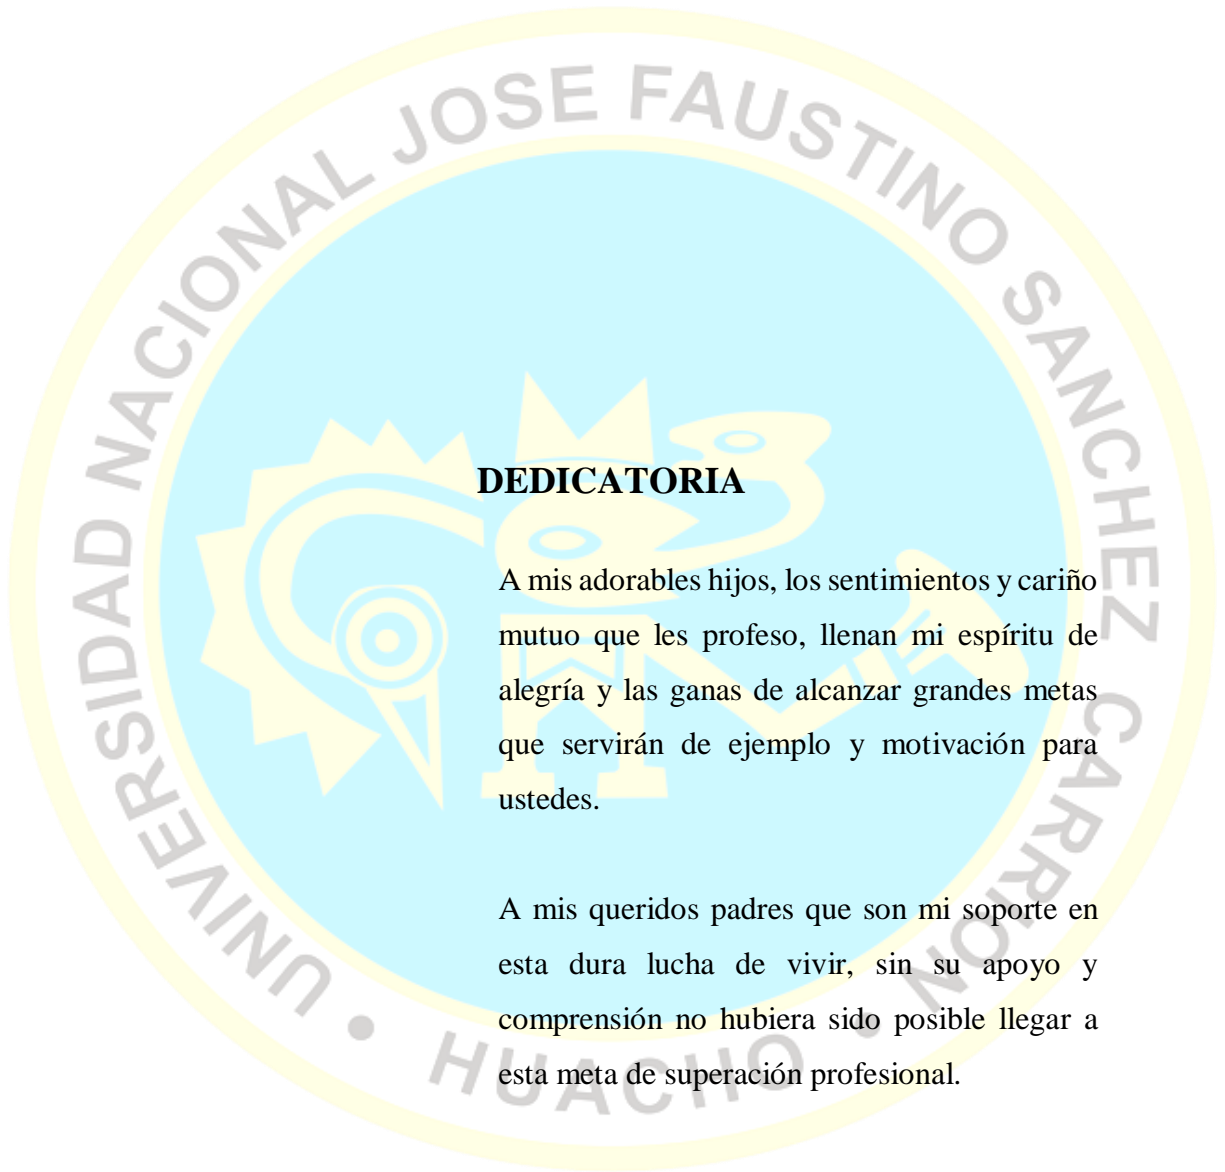 UNIVERSIDAD NACIONAL JOSE FAUSTINO SANCHEZ CARRION
• HUACHO •
DEDICATORIA
A mis adorables hijos, los sentimientos y cariño
mutuo que les profeso, llenan mi espíritu de
alegría y las ganas de alcanzar grandes metas
que servirán de ejemplo y motivación para
ustedes.
A mis queridos padres que son mi soporte en
esta dura lucha de vivir, sin su apoyo y
comprensión no hubiera sido posible llegar a
esta meta de superación profesional.